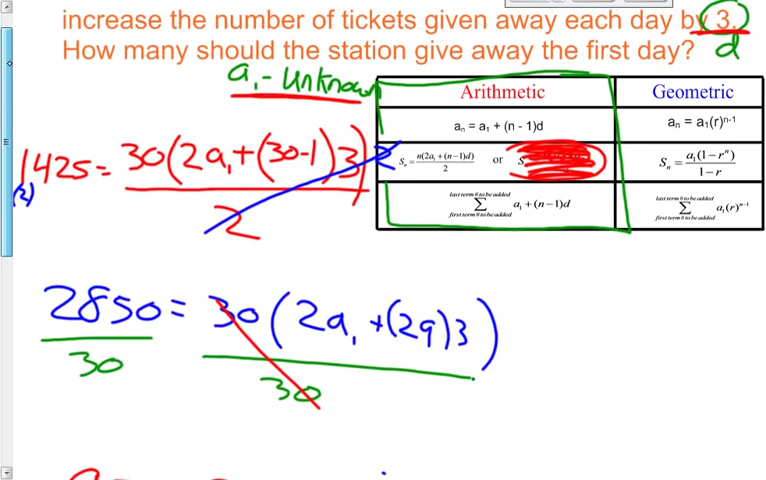 increase the number of tickets given away each day by 3.
How many should the station give away the first day? d
a₁ - Unknown
Arithmetic Geometric
aₙ = a₁ + (n - 1)d aₙ = a₁(r)ⁿ⁻¹
1425 = 30(2a₁+(30-1)3) / 2
(2) 2
Sₙ = n(2a₁+(n−1)d) / 2 or S Sₙ = a₁(1−rⁿ) / 1−r
last term # to be added ∑ first term # to be added a₁ + (n−1)d last term # to be added ∑ first term # to be added a₁(r)ⁿ⁻¹
2850 = 30(2a₁+(29)3)
30 30